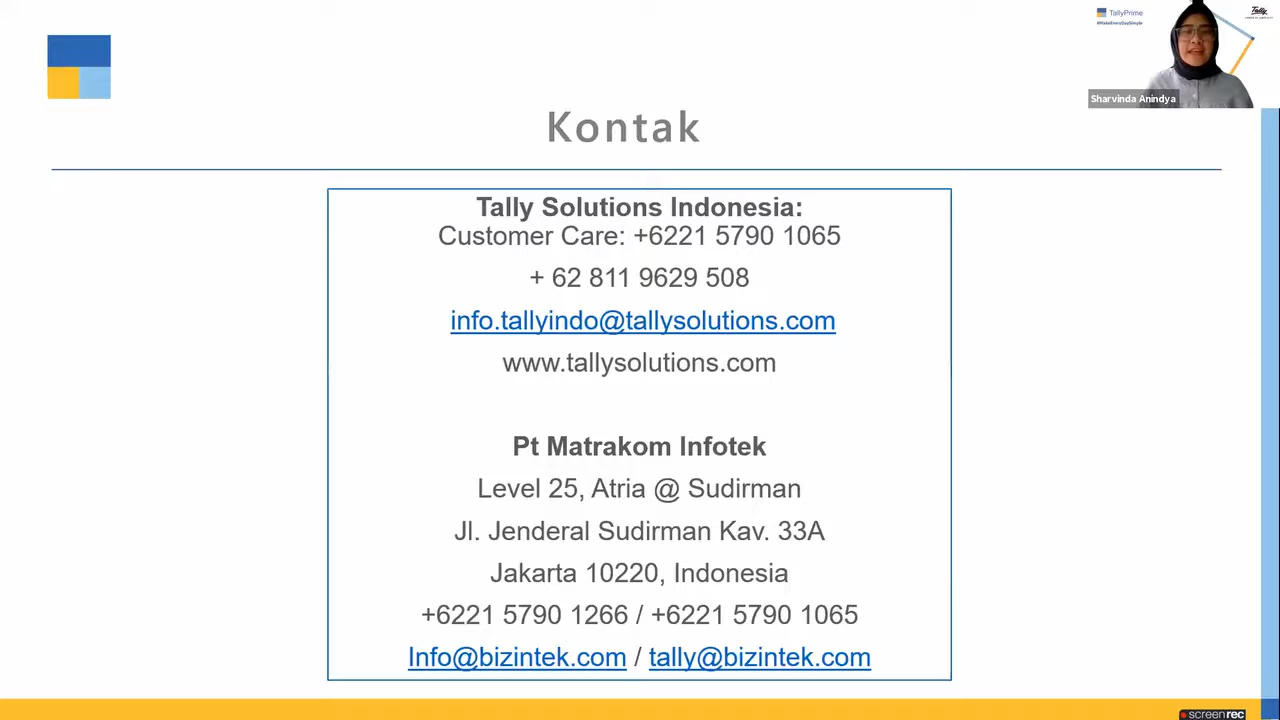 TallyPrime
#MakeEveryDaySimple
Tally
Sharvinda Anindya
Kontak
Tally Solutions Indonesia:
Customer Care: +6221 5790 1065
+ 62 811 9629 508
info.tallyindo@tallysolutions.com
www.tallysolutions.com
Pt Matrakom Infotek
Level 25, Atria @ Sudirman
Jl. Jenderal Sudirman Kav. 33A
Jakarta 10220, Indonesia
+6221 5790 1266 / +6221 5790 1065
Info@bizintek.com / tally@bizintek.com
screenrec